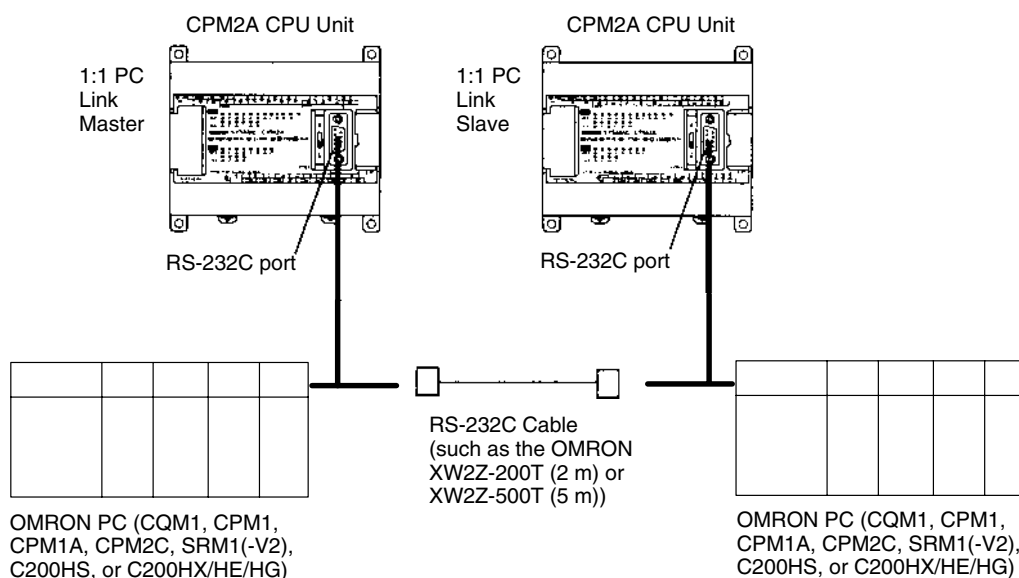 CPM2A CPU Unit
1:1 PC
Link
Master
RS-232C port
CPM2A CPU Unit
1:1 PC
Link
Slave
RS-232C port
RS-232C Cable
(such as the OMRON
XW2Z-200T (2 m) or
XW2Z-500T (5 m))
OMRON PC (CQM1, CPM1,
CPM1A, CPM2C, SRM1(-V2),
C200HS, or C200HX/HE/HG)
OMRON PC (CQM1, CPM1,
CPM1A, CPM2C, SRM1(-V2),
C200HS, or C200HX/HE/HG)